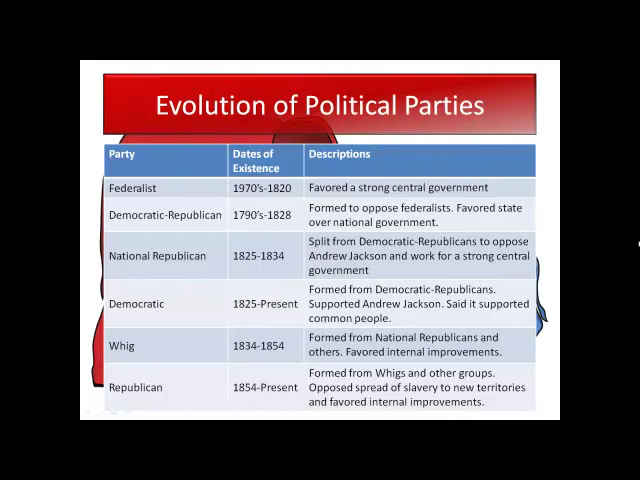 Evolution of Political Parties
Party
Dates of
Existence
Descriptions
Federalist
1970's-1820
Favored a strong central government
Democratic-Republican
1790's-1828
Formed to oppose federalists. Favored state
over national government.
National Republican
1825-1834
Split from Democratic-Republicans to oppose
Andrew Jackson and work for a strong central
government
Democratic
1825-Present
Formed from Democratic-Republicans.
Supported Andrew Jackson. Said it supported
common people.
Whig
1834-1854
Formed from National Republicans and
others. Favored internal improvements.
Republican
1854-Present
Formed from Whigs and other groups.
Opposed spread of slavery to new territories
and favored internal improvements.